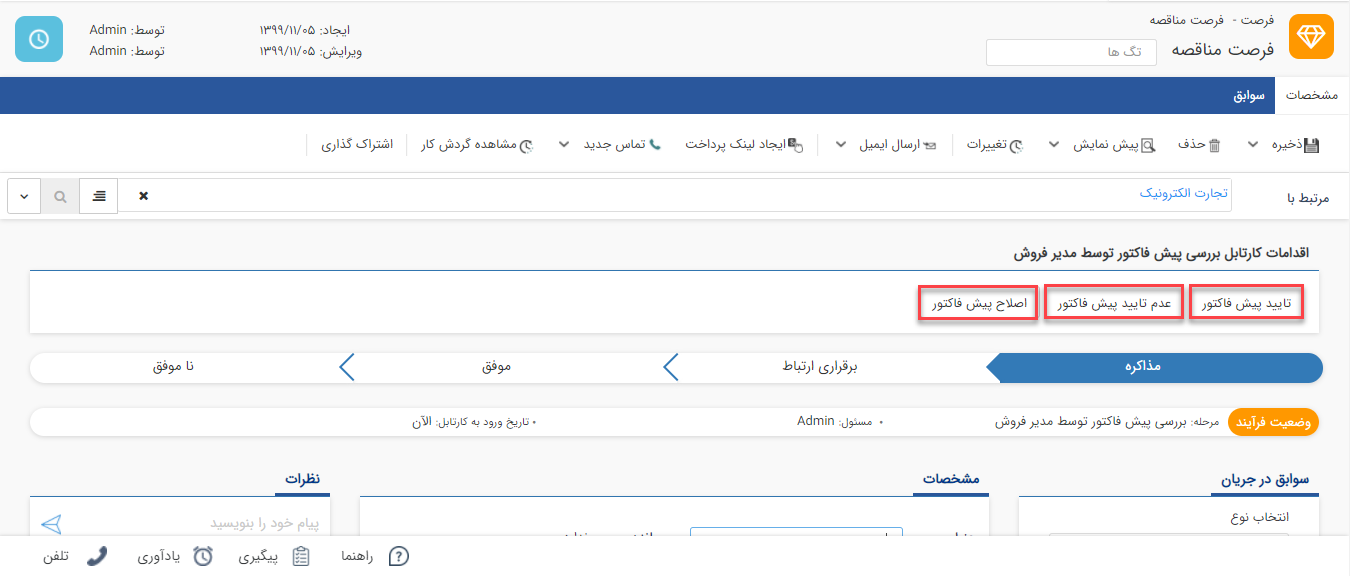 فرصت - فرصت مناقصه
فرصت مناقصه
تگ ها
ایجاد: ۱۳۹۹/۱۱/۰۵ توسط: Admin
ویرایش: ۱۳۹۹/۱۱/۰۵ توسط: Admin
مشخصات سوابق
ذخیره حذف پیش نمایش تغییرات ارسال ایمیل ایجاد لینک پرداخت تماس جدید مشاهده گردش کار اشتراک گذاری
مرتبط با تجارت الکترونیک
اقدامات کارتابل بررسی پیش فاکتور توسط مدیر فروش
تایید پیش فاکتور عدم تایید پیش فاکتور اصلاح پیش فاکتور
مذاکره برقراری ارتباط موفق نا موفق
وضعیت فرآیند مرحله: بررسی پیش فاکتور توسط مدیر فروش • مسئول: Admin • تاریخ ورود به کارتابل: الآن
سوابق در جریان مشخصات نظرات
انتخاب نوع
پیام خود را بنویسید
راهنما پیگیری یادآوری تلفن